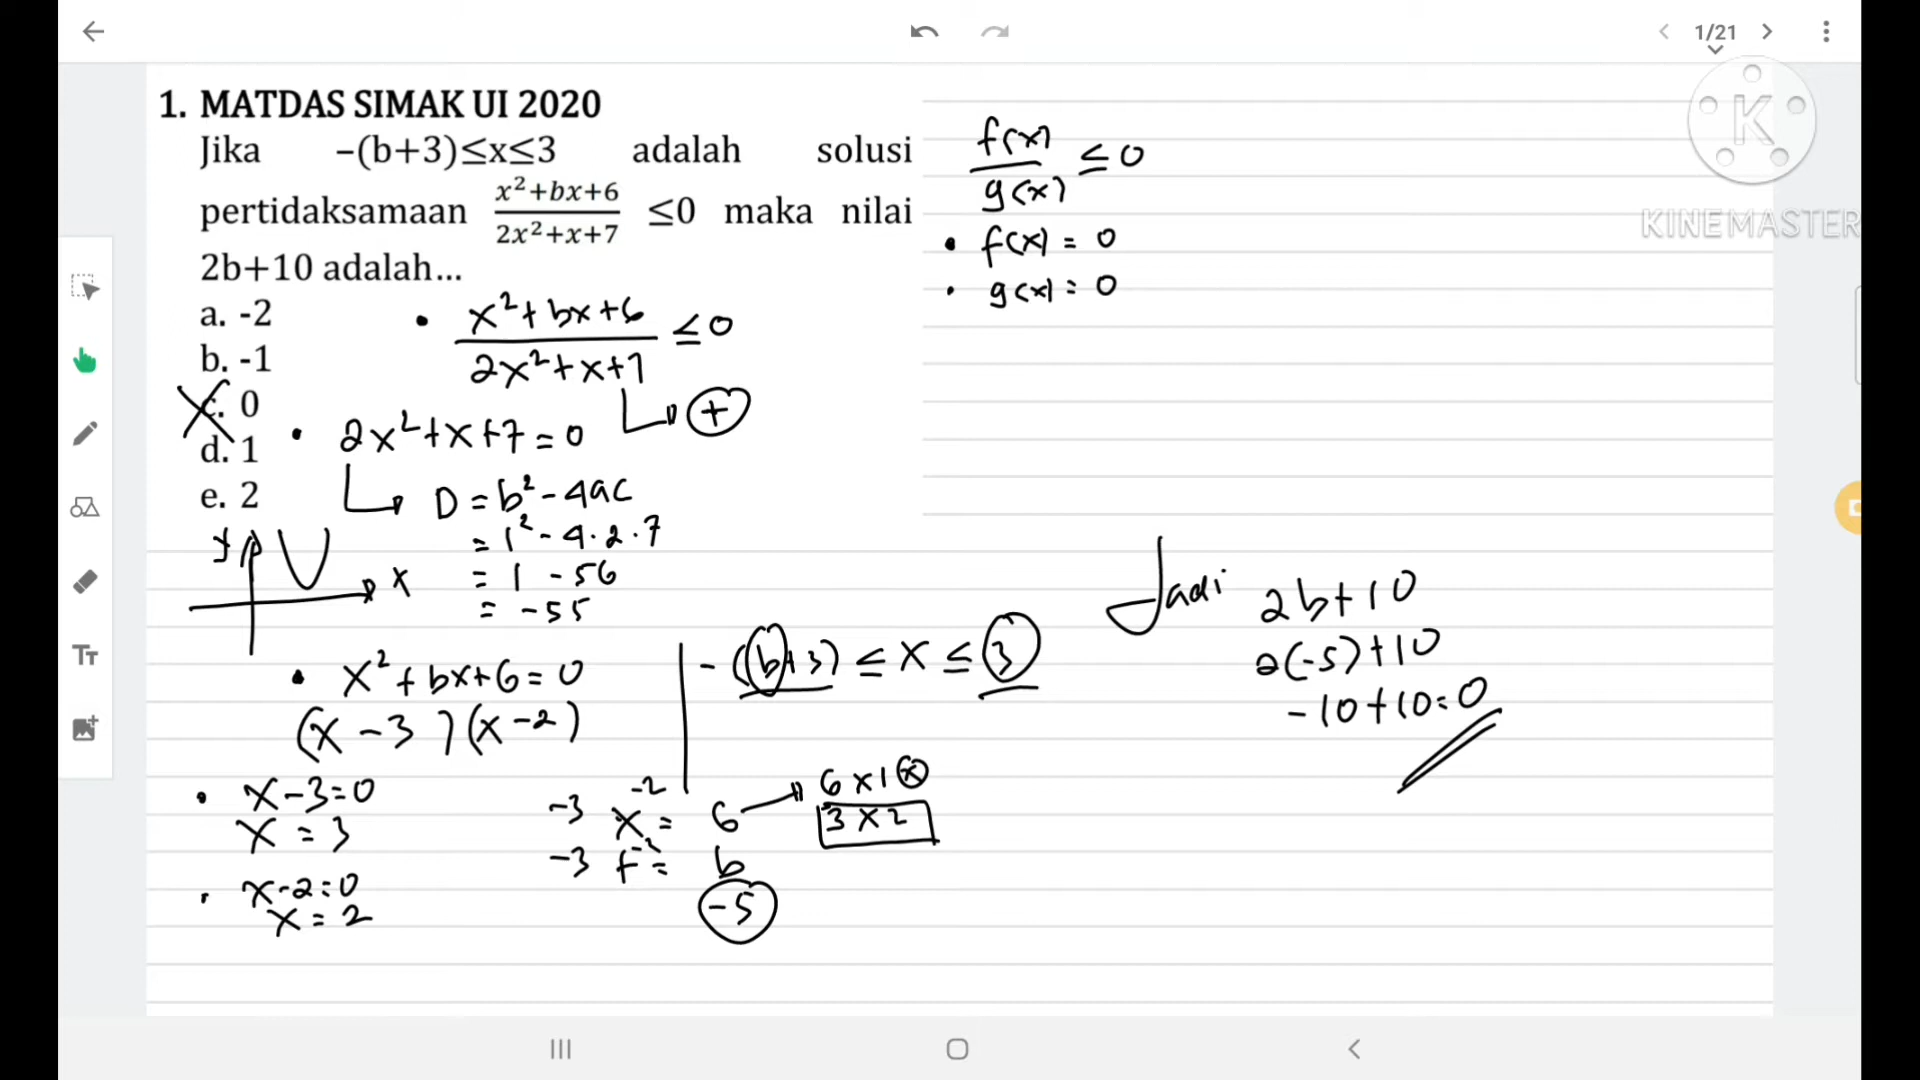 1/21
KINEMASTER
1. MATDAS SIMAK UI 2020
Jika −(b+3)≤x≤3 adalah solusi
pertidaksamaan (x²+bx+6)/(2x²+x+7) ≤0 maka nilai
2b+10 adalah...
a. -2
b. -1
c. 0
d. 1
e. 2
f(x)/g(x) ≤ 0
• f(x) = 0
• g(x) = 0
• (x²+bx+6)/(2x²+x+7) ≤ 0
+
• 2x²+x+7=0
D = b²-4ac
= 1²-4.2.7
= 1 - 56
= -55
y
x
• x²+bx+6=0
(x-3)(x-2)
• x-3=0
x = 3
• x-2=0
x = 2
-(b+3) ≤ x ≤ 3
-3 x -2 = 6
6 x 1
3 x 2
-3 + -2 = b
-5
Jadi 2b+10
2(-5)+10
-10+10=0
K
Tт